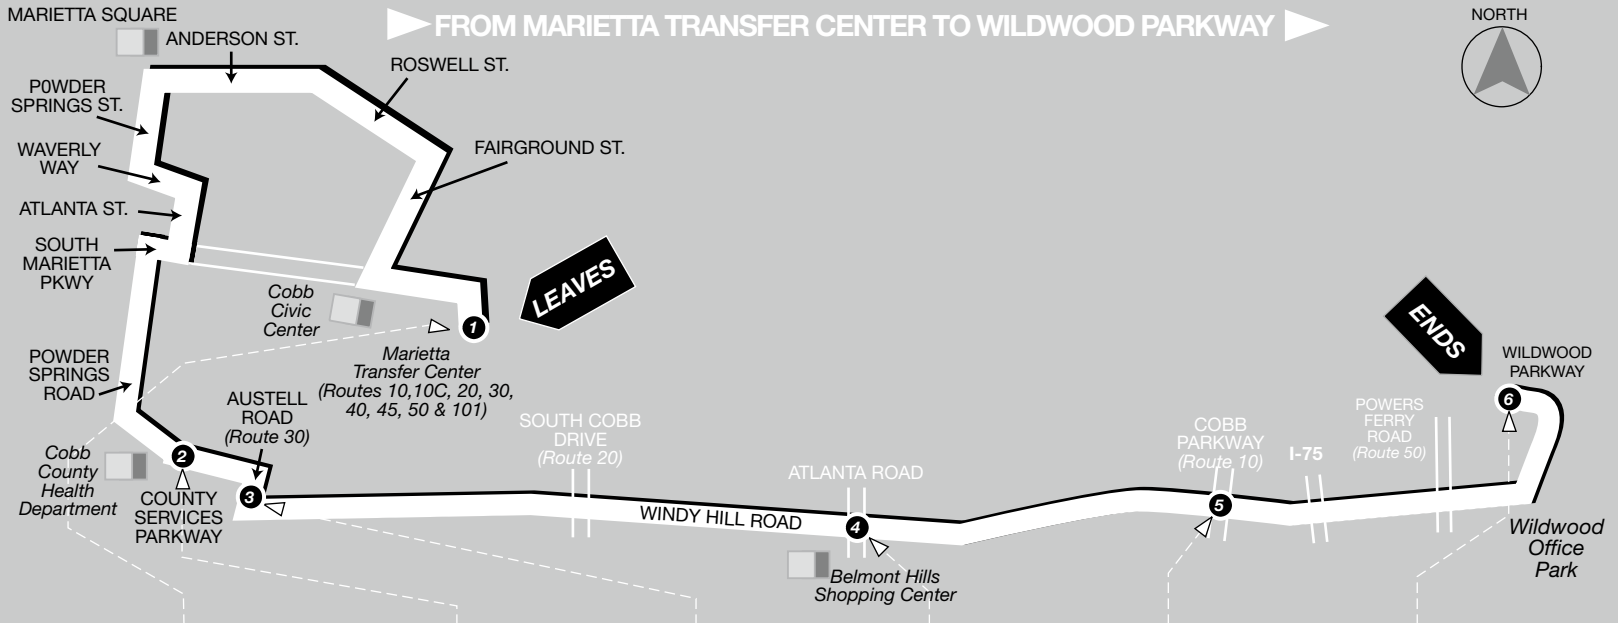 MARIETTA SQUARE
FROM MARIETTA TRANSFER CENTER TO WILDWOOD PARKWAY
NORTH
ANDERSON ST.
ROSWELL ST.
P0WDER
SPRINGS ST.
FAIRGROUND ST.
WAVERLY
WAY
ATLANTA ST.
SOUTH
MARIETTA
PKWY
LEAVES
Cobb
Civic
Center
1
Marietta
Transfer Center
(Routes 10,10C, 20, 30,
40, 45, 50 & 101)
ENDS
WILDWOOD
PARKWAY
6
POWDER
SPRINGS
ROAD
AUSTELL
ROAD
(Route 30)
SOUTH COBB
DRIVE
(Route 20)
ATLANTA ROAD
COBB
PARKWAY
(Route 10)
I-75
POWERS
FERRY
ROAD
(Route 50)
Cobb
County
Health
Department
2
COUNTY
SERVICES
PARKWAY
3
WINDY HILL ROAD
4
5
Belmont Hills
Shopping Center
Wildwood
Office
Park